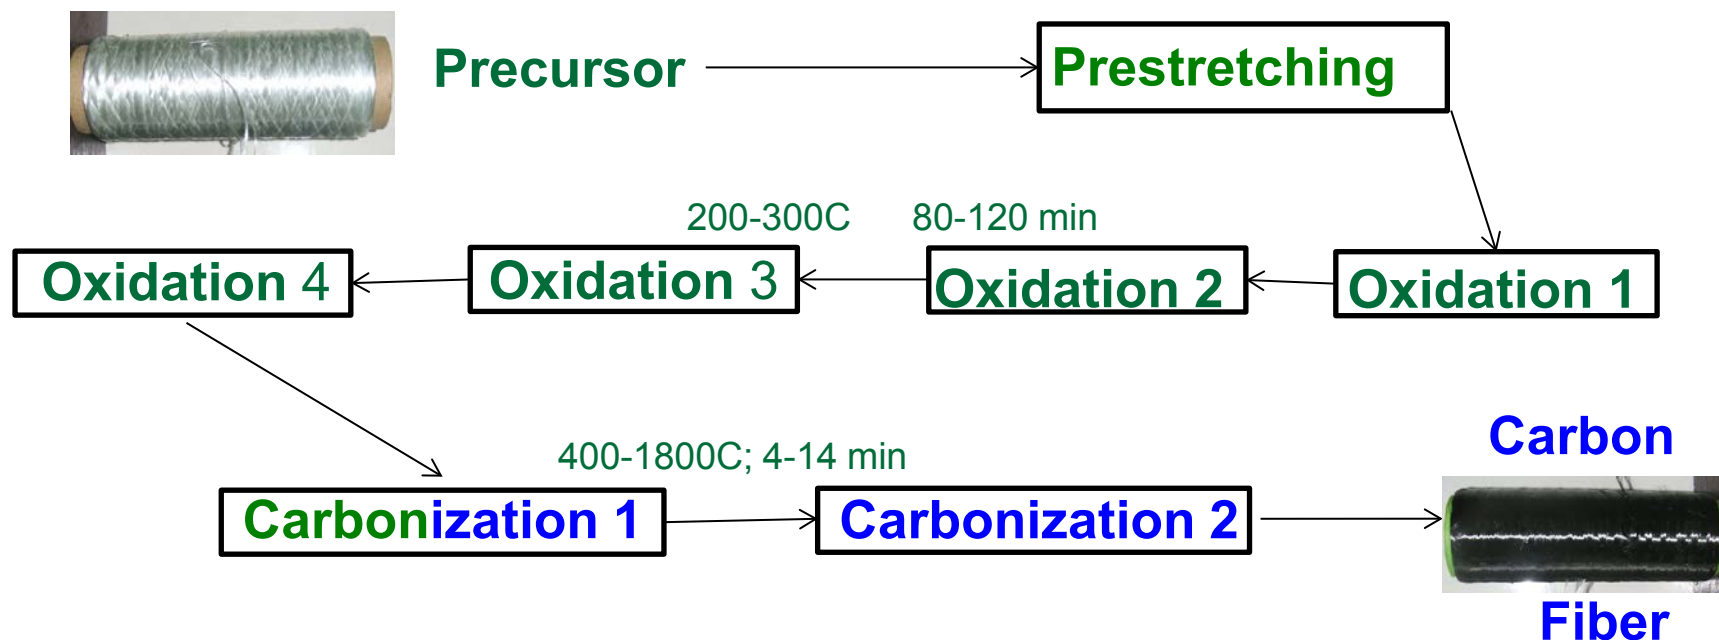 Precursor
Prestretching
200-300C
80-120 min
Oxidation 4
Oxidation 3
Oxidation 2
Oxidation 1
400-1800C; 4-14 min
Carbonization 1
Carbonization 2
Carbon
Fiber